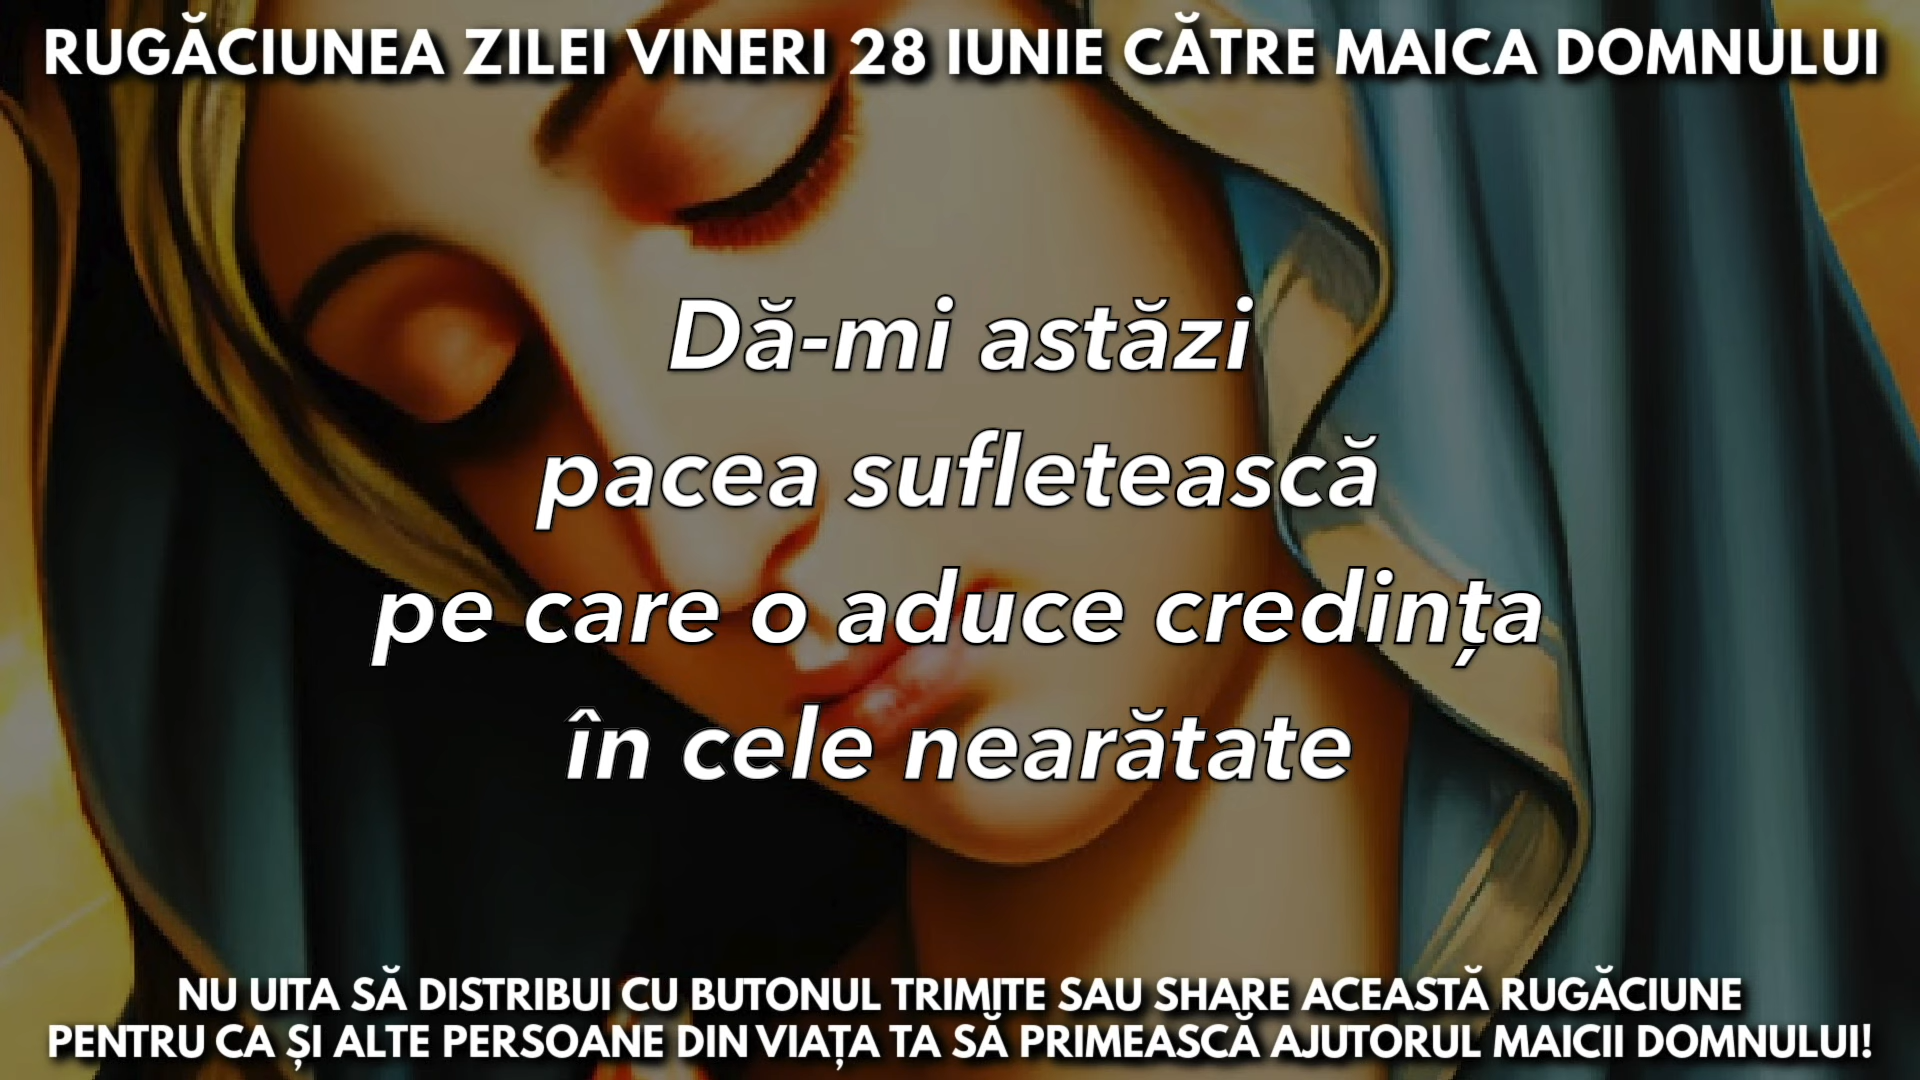 RUGĂCIUNEA ZILEI VINERI 28 IUNIE CĂTRE MAICA DOMNULUI
Dă-mi astăzi
pacea sufletească
pe care o aduce credința
în cele nearătate
NU UITA SĂ DISTRIBUI CU BUTONUL TRIMITE SAU SHARE ACEASTĂ RUGĂCIUNE
PENTRU CA ȘI ALTE PERSOANE DIN VIAȚA TA SĂ PRIMEASCĂ AJUTORUL MAICII DOMNULUI!